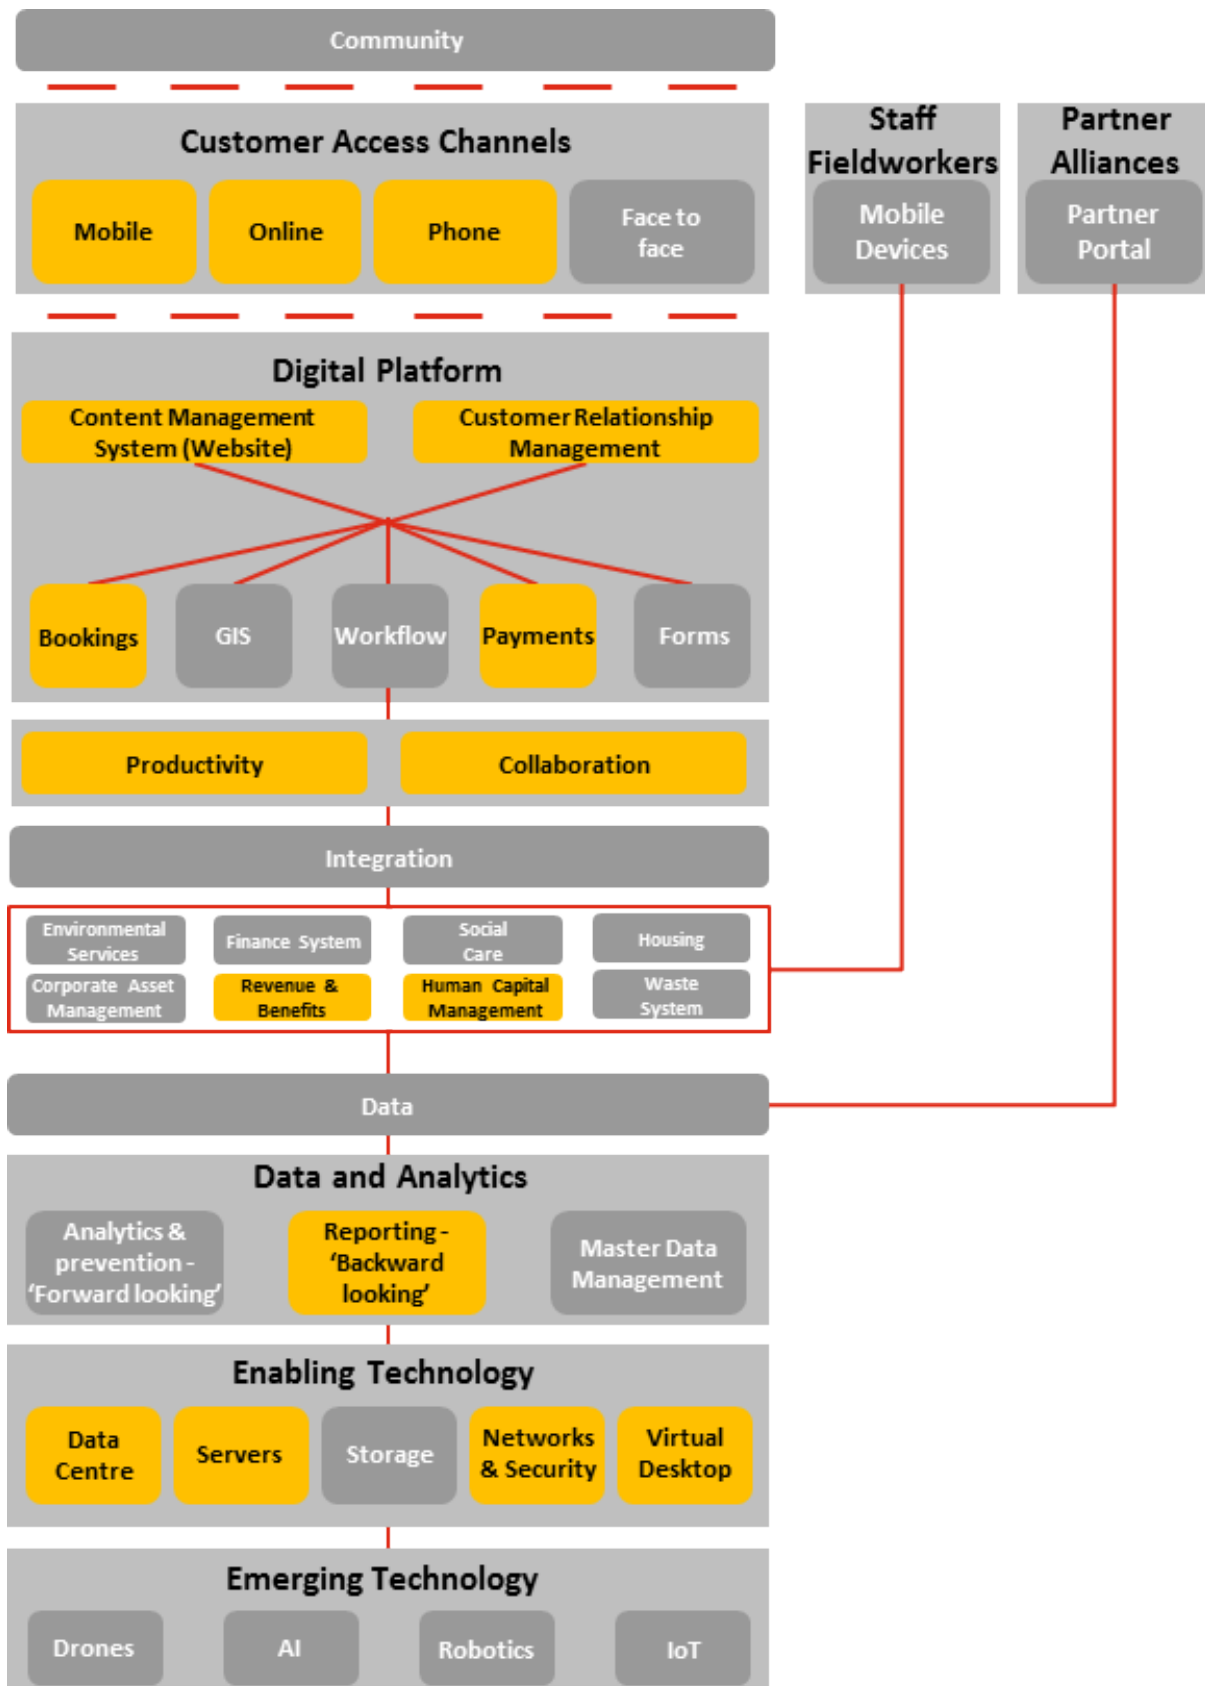 Community
Customer Access Channels
Mobile
Online
Phone
Face to
face
Staff
Fieldworkers
Mobile
Devices
Partner
Alliances
Partner
Portal
Digital Platform
Content Management
System (Website)
Customer Relationship
Management
Bookings
GIS
Workflow
Payments
Forms
Productivity
Collaboration
Integration
Environmental
Services
Finance System
Social
Care
Housing
Corporate Asset
Management
Revenue &
Benefits
Human Capital
Management
Waste
System
Data
Data and Analytics
Analytics &
prevention -
‘Forward looking’
Reporting -
‘Backward
looking’
Master Data
Management
Enabling Technology
Data
Centre
Servers
Storage
Networks
& Security
Virtual
Desktop
Emerging Technology
Drones
AI
Robotics
IoT